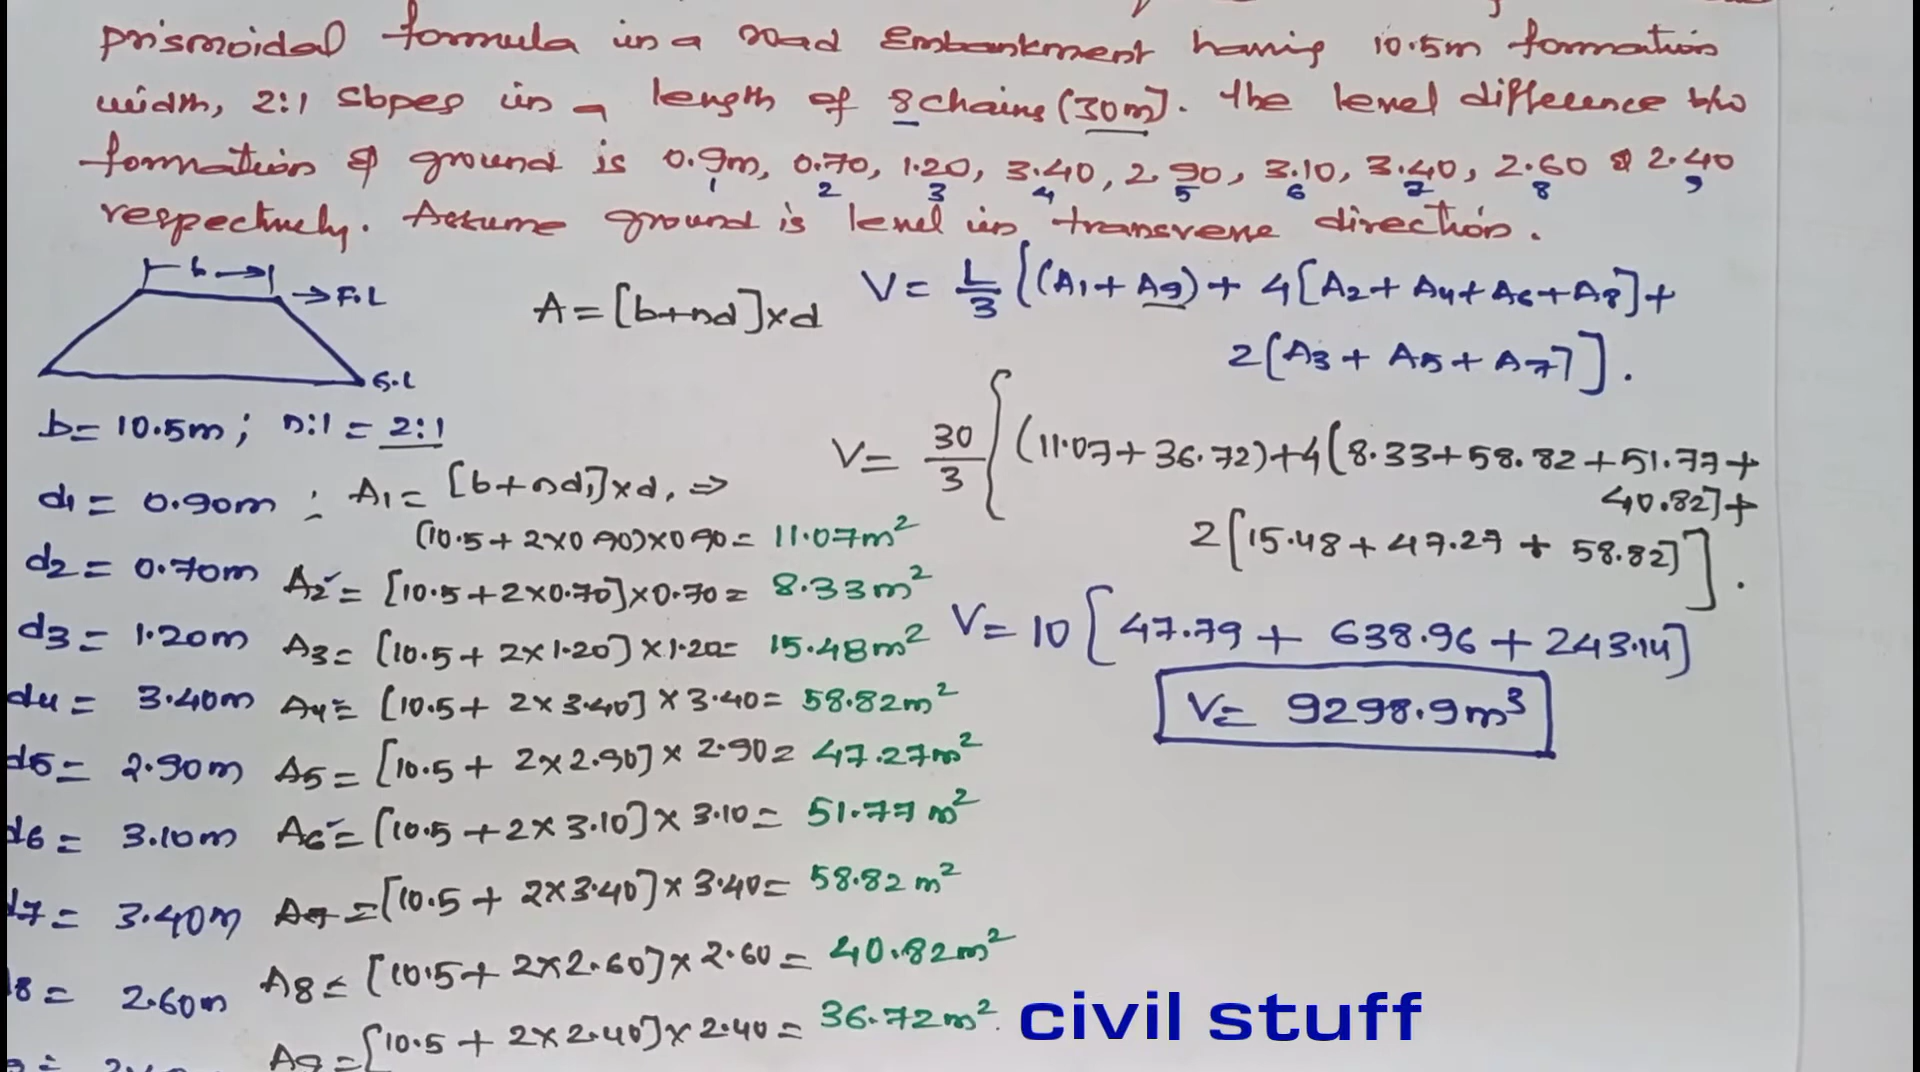 prismoidal formula in a road Embankment having 10.5m formation
width, 2:1 slopes in a length of 8 chains (30m). The level difference b/w
formation & ground is 0.9m, 0.70, 1.20, 3.40, 2.90, 3.10, 3.40, 2.60 & 2.40
1 2 3 4 5 6 7 8 9
respectively. Assume ground is level in transverse direction.
b
F.L
G.L
A = [b+nd]×d
b = 10.5m ; n:1 = 2:1
d1 = 0.90m : A1 = [b+nd1]×d1 ⇒
(10.5 + 2×0.90)×0.90 = 11.07m²
d2 = 0.70m A2 = [10.5+2×0.70]×0.70 = 8.33m²
d3 = 1.20m A3 = [10.5+ 2×1.20]×1.20 = 15.48m²
d4 = 3.40m A4 = [10.5+ 2×3.40]×3.40 = 58.82m²
d5 = 2.90m A5 = [10.5+ 2×2.90]× 2.90 = 47.27m²
d6 = 3.10m A6 = [10.5+2×3.10]× 3.10 = 51.77m²
d7 = 3.40m A7 = [10.5+ 2×3.40]× 3.40 = 58.82m²
8 = 2.60m A8 = [10.5+ 2×2.60]× 2.60 = 40.82m²
A9 = [10.5+ 2×2.40]×2.40 = 36.72m²
V = L/3 [(A1+A9)+ 4[A2+A4+A6+A8]+
2[A3+A5+A7]].
V = 30/3 [(11.07+36.72)+4[8.33+58.82+51.77+
40.82]+
2[15.48+47.27+58.82]].
V = 10[47.79 + 638.96 + 243.14]
V = 9298.9m³
civil stuff